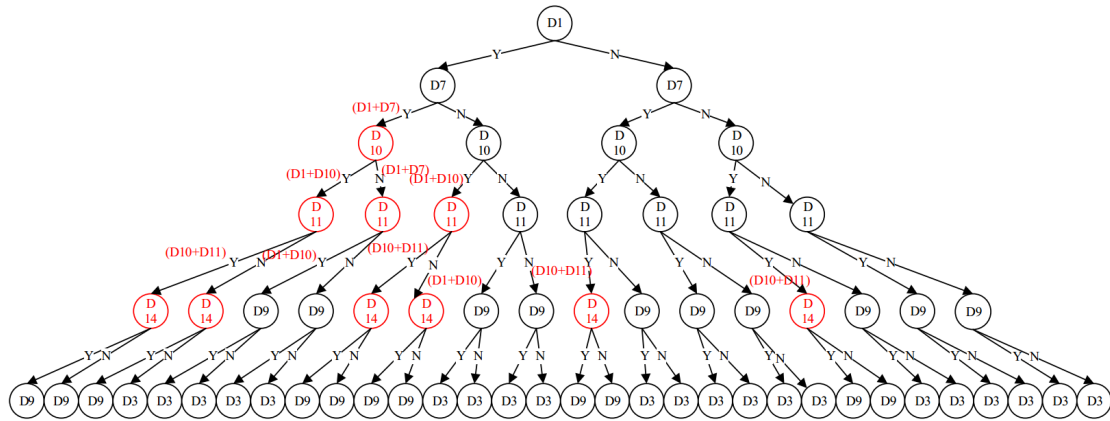 D1
Y N
D7 D7
(D1+D7) Y N Y N
D D D D
10 10 10 10
(D1+D10) Y N (D1+D7) (D1+D10) Y N Y N Y N
D D D D D D D D
11 11 11 11 11 11 11 11
(D10+D11) Y N (D1+D10) Y N (D10+D11) Y N (D1+D10) Y N (D10+D11) Y N Y N (D10+D11) Y N Y N
D D D9 D9 D D D9 D9 D D9 D9 D9 D D9 D9 D9
14 14 14 14 14 14
Y N Y N Y N Y N Y N Y N Y N Y N Y N Y N Y N Y N Y N Y N Y N Y N
D9 D9 D9 D3 D3 D3 D3 D3 D9 D9 D9 D9 D3 D3 D3 D3 D9 D9 D3 D3 D3 D3 D3 D3 D9 D9 D3 D3 D3 D3 D3 D3